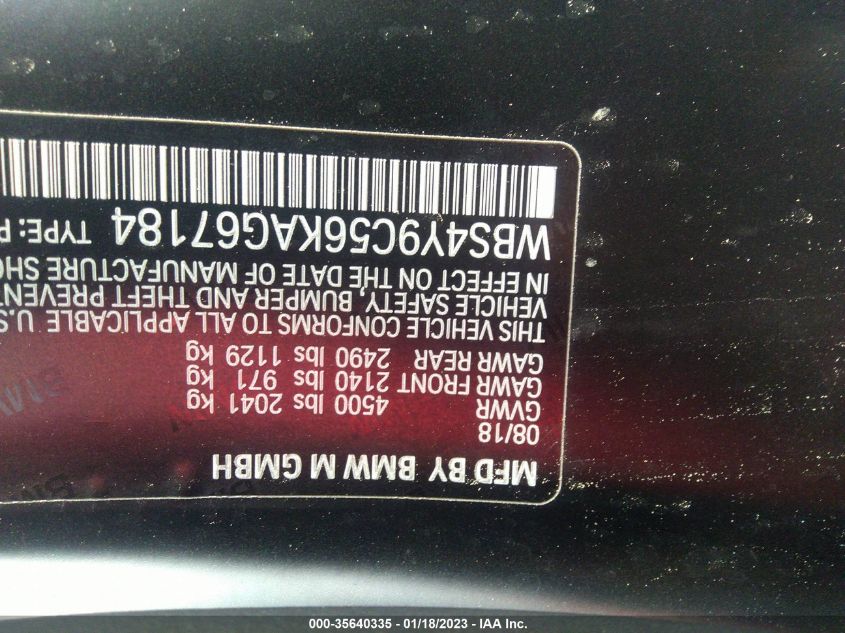 MFD BY BMW M GMBH
08/18
GVWR 4500 lbs 2041 kg
GAWR FRONT 2140 lbs 971 kg
GAWR REAR 2490 lbs 1129 kg
THIS VEHICLE CONFORMS TO ALL APPLICABLE U.S
VEHICLE SAFETY, BUMPER AND THEFT PREVENT
IN EFFECT ON THE DATE OF MANUFACTURE SHO
WBS4Y9C56KAG67184 TYPE: P
000-35640335 - 01/18/2023 - IAA Inc.